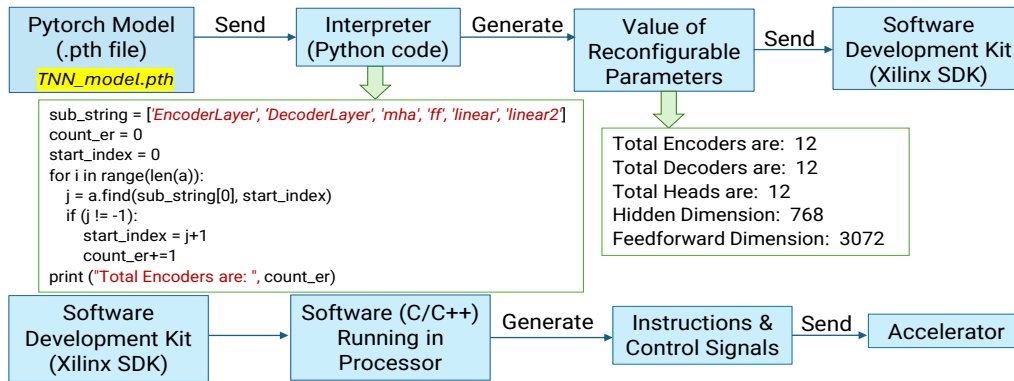 Pytorch Model
(.pth file)
TNN_model.pth
Send
Interpreter
(Python code)
Generate
Value of
Reconfigurable
Parameters
Send
Software
Development Kit
(Xilinx SDK)
sub_string = ['EncoderLayer', 'DecoderLayer', 'mha', 'ff', 'linear', 'linear2']
count_er = 0
start_index = 0
for i in range(len(a)):
j = a.find(sub_string[0], start_index)
if (j != -1):
start_index = j+1
count_er+=1
print ("Total Encoders are: ", count_er)
Total Encoders are: 12
Total Decoders are: 12
Total Heads are: 12
Hidden Dimension: 768
Feedforward Dimension: 3072
Software
Development Kit
(Xilinx SDK)
Software (C/C++)
Running in
Processor
Generate
Instructions &
Control Signals
Send
Accelerator